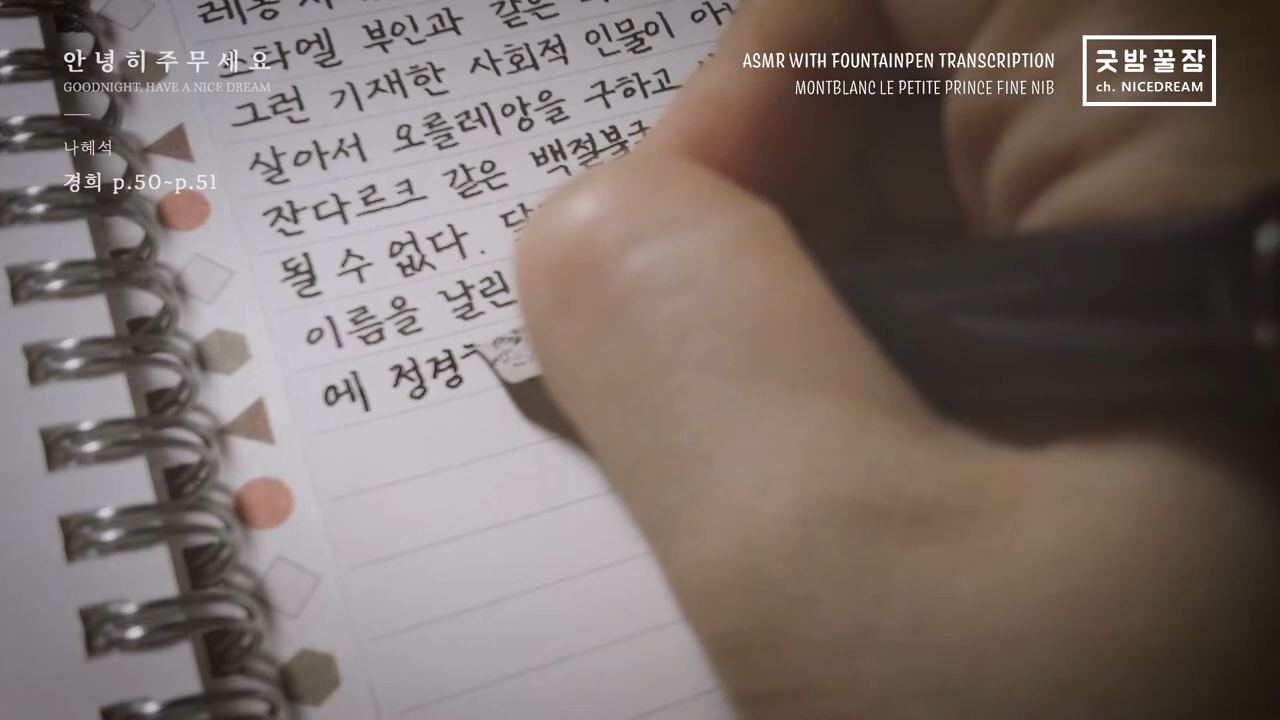 안녕히주무세요
GOODNIGHT, HAVE A NICE DREAM
나혜석
경희 p.50~p.51
ASMR WITH FOUNTAINPEN TRANSCRIPTION
MONTBLANC LE PETITE PRINCE FINE NIB
굿밤꿀잠
ch. NICEDREAM
부인과 같은
그런 기재한 사회적 인물이
살아서 오를레앙을 구하고
잔다르크 같은 백절불굴
될 수 없다.
이름을 날린
에 정경